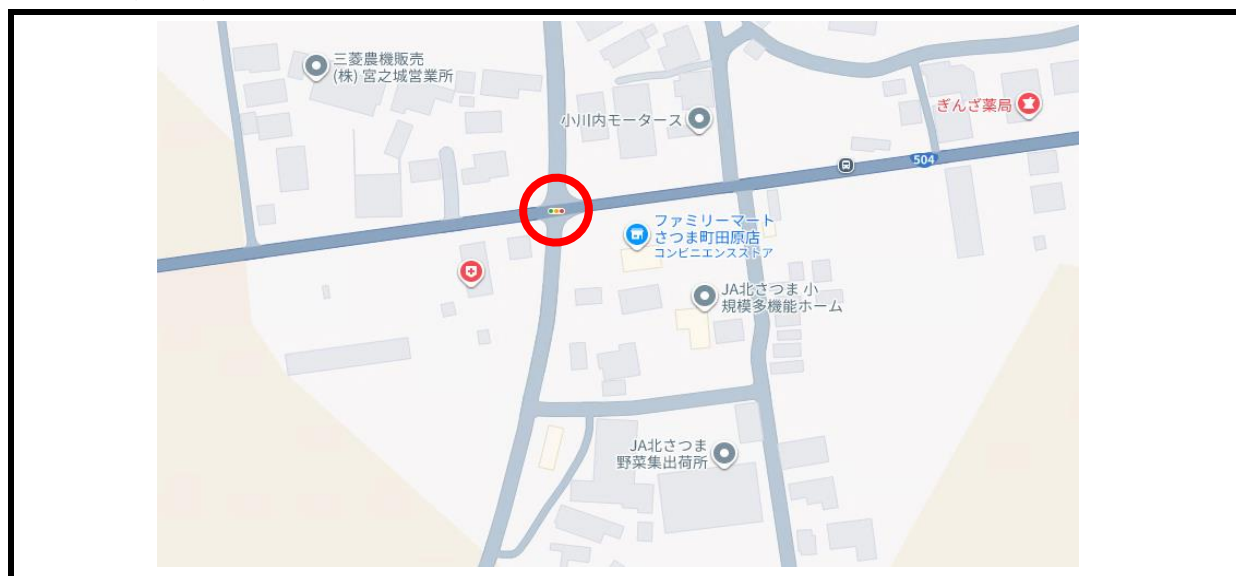 三菱農機販売
(株) 宮之城営業所
小川内モータース
ぎんざ薬局
504
ファミリーマート
さつま町田原店
コンビニエンスストア
JA北さつま 小
規模多機能ホーム
JA北さつま
野菜集出荷所